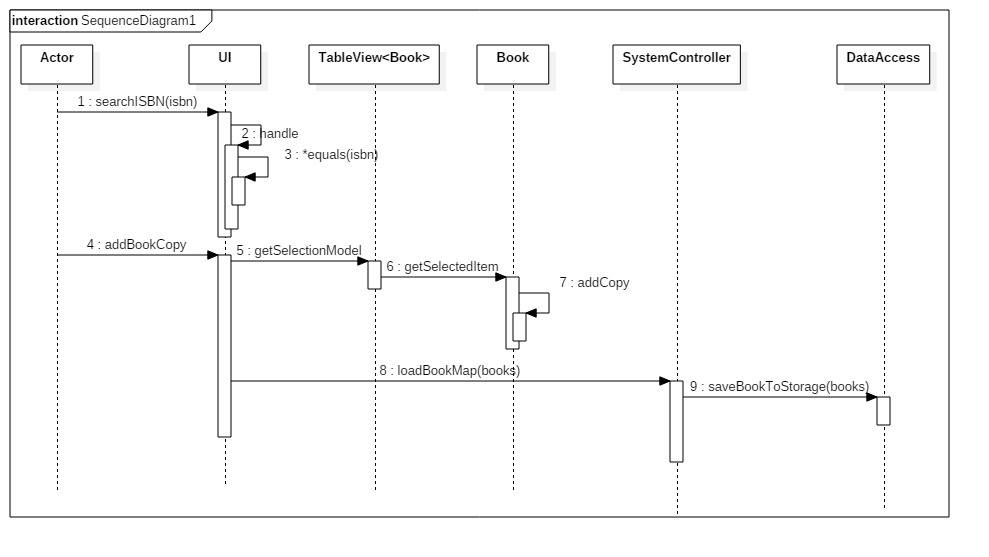 interaction SequenceDiagram1
Actor
UI
TableView<Book>
Book
SystemController
DataAccess
1 : searchISBN(isbn)
2 : handle
3 : *equals(isbn)
4 : addBookCopy
5 : getSelectionModel
6 : getSelectedItem
7 : addCopy
8 : loadBookMap(books)
9 : saveBookToStorage(books)